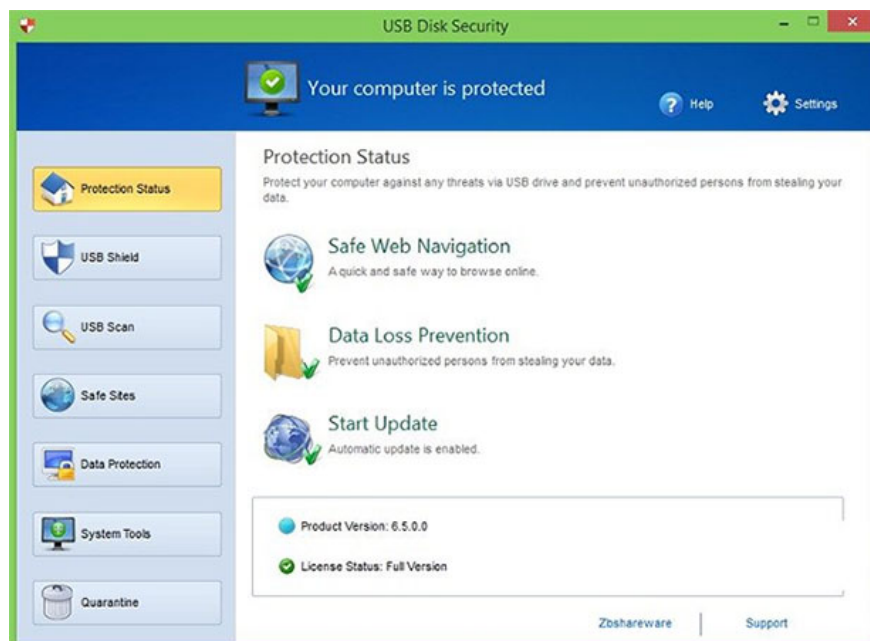 USB Disk Security
Your computer is protected
Help
Settings
Protection Status
USB Shield
USB Scan
Safe Sites
Data Protection
System Tools
Quarantine
Protection Status
Protect your computer against any threats via USB drive and prevent unauthorized persons from stealing your
data.
Safe Web Navigation
A quick and safe way to browse online.
Data Loss Prevention
Prevent unauthorized persons from stealing your data.
Start Update
Automatic update is enabled.
Product Version: 6.5.0.0
License Status: Full Version
Zbshareware
Support